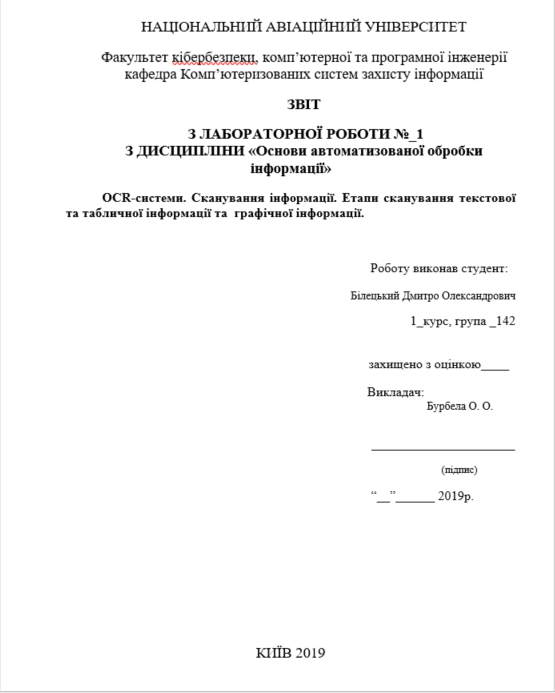 НАЦІОНАЛЬНИЙ АВІАЦІЙНИЙ УНІВЕРСИТЕТ
Факультет кібербезпеки, комп’ютерної та програмної інженерії
кафедра Комп’ютеризованих систем захисту інформації
ЗВІТ
З ЛАБОРАТОРНОЇ РОБОТИ №_1
З ДИСЦИПЛІНИ «Основи автоматизованої обробки
інформації»
OCR-системи. Сканування інформації. Етапи сканування текстової
та табличної інформації та графічної інформації.
Роботу виконав студент:
Білецький Дмитро Олександрович
1_курс, група _142
захищено з оцінкою____
Викладач:
Бурбела О. О.
______________________
(підпис)
“__”______ 2019р.
КИЇВ 2019